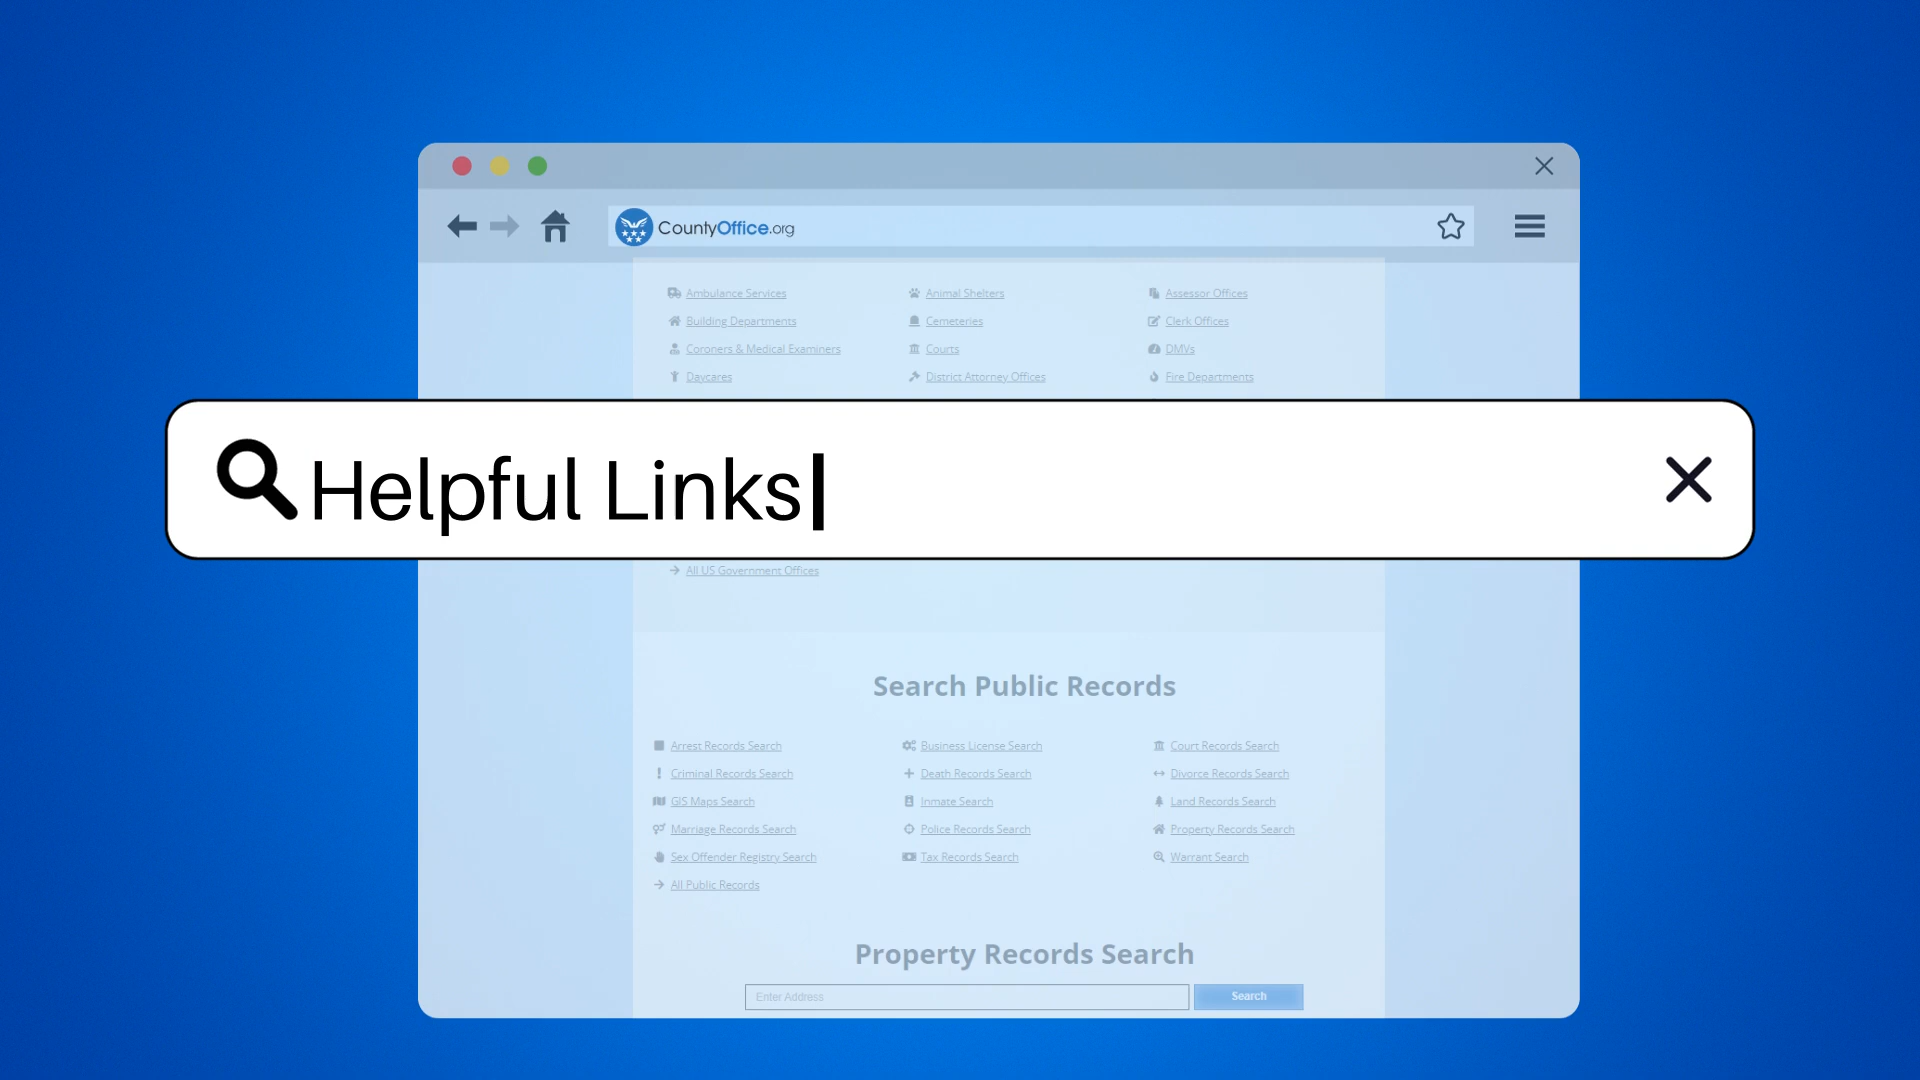 CountyOffice.org
Ambulance Services Animal Shelters Assessor Offices
Building Departments Cemeteries Clerk Offices
Coroners & Medical Examiners Courts DMVs
Daycares District Attorney Offices Fire Departments
Helpful Links
All US Government Offices
Search Public Records
Arrest Records Search Business License Search Court Records Search
Criminal Records Search Death Records Search Divorce Records Search
GIS Maps Search Inmate Search Land Records Search
Marriage Records Search Police Records Search Property Records Search
Sex Offender Registry Search Tax Records Search Warrant Search
All Public Records
Property Records Search
Enter Address Search